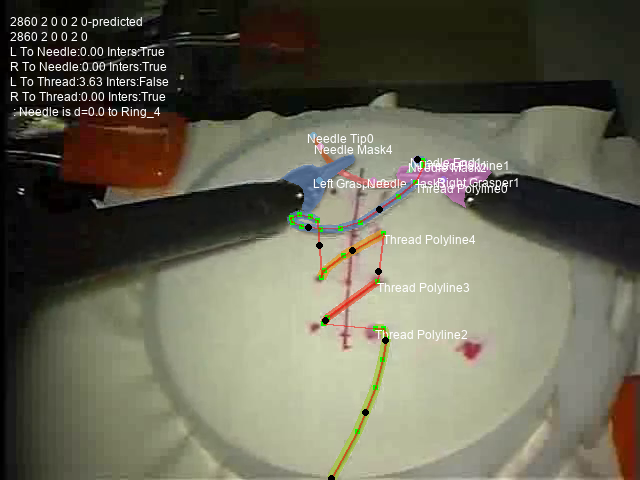 2860 2 0 0 2 0-predicted
2860 2 0 0 2 0
L To Needle:0.00 Inters:True
R To Needle:0.00 Inters:True
L To Thread:3.63 Inters:False
R To Thread:0.00 Inters:True
: Needle is d=0.0 to Ring_4
Needle Tip0
Needle Mask4
Needle End1
Thread Polyline0
Right Grasper1
Thread Polyline4
Thread Polyline3
Thread Polyline2